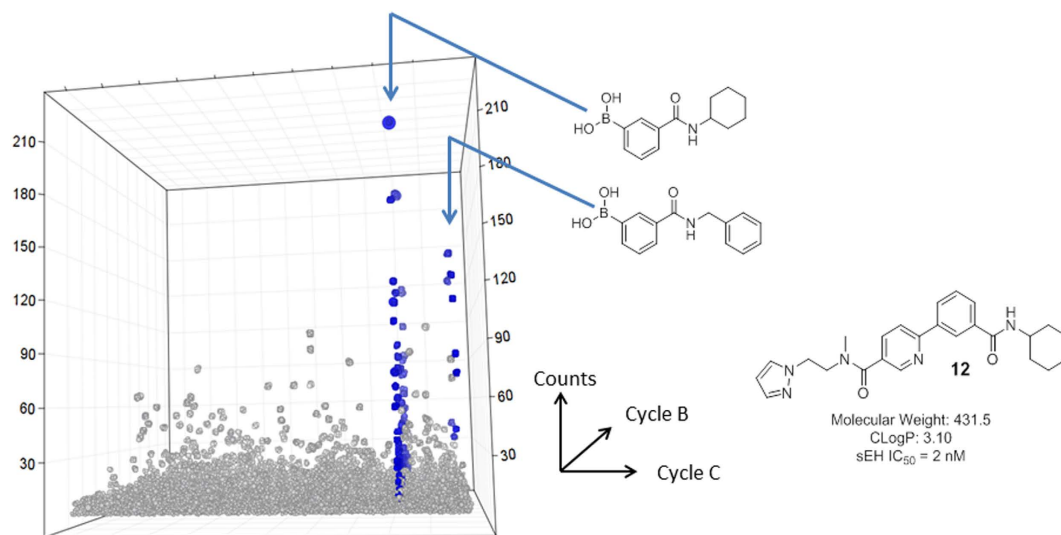 210
180
150
120
90
60
30
210
180
150
120
90
60
30
OH
B
HO
O
N
H
OH
B
HO
O
N
H
Counts
Cycle B
Cycle C
N
N
N
O
N
12
O
H
N
Molecular Weight: 431.5
CLogP: 3.10
sEH IC₅₀ = 2 nM